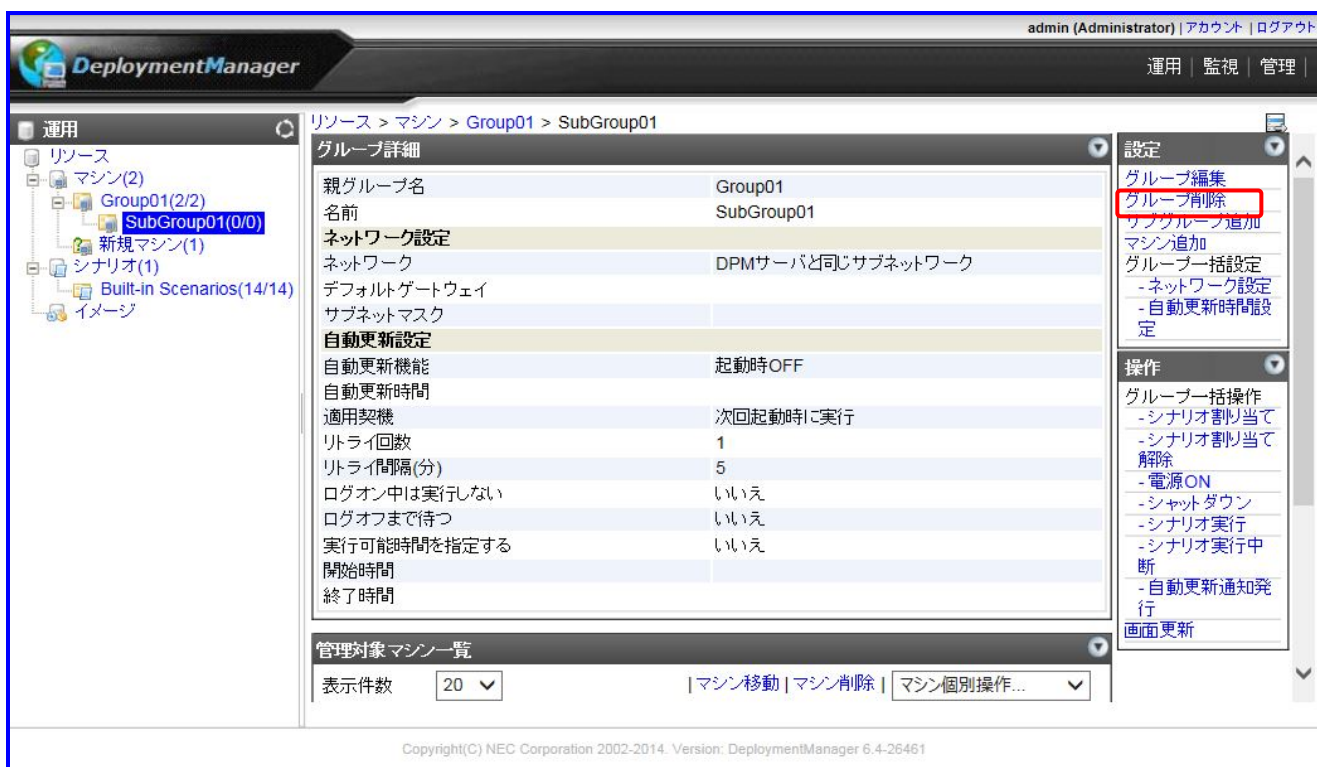 admin (Administrator) | アカウント | ログアウト
DeploymentManager
運用 | 監視 | 管理 |
運用
リソース
マシン(2)
Group01(2/2)
SubGroup01(0/0)
新規マシン(1)
シナリオ(1)
Built-in Scenarios(14/14)
イメージ
リソース > マシン > Group01 > SubGroup01
グループ詳細
親グループ名 Group01
名前 SubGroup01
ネットワーク設定
ネットワーク DPMサーバと同じサブネットワーク
デフォルトゲートウェイ
サブネットマスク
自動更新設定
自動更新機能 起動時OFF
自動更新時間
適用契機 次回起動時に実行
リトライ回数 1
リトライ間隔(分) 5
ログオン中は実行しない いいえ
ログオフまで待つ いいえ
実行可能時間を指定する いいえ
開始時間
終了時間
管理対象マシン一覧
表示件数 20 | マシン移動 | マシン削除 | マシン個別操作...
設定
グループ編集
グループ削除
サブグループ追加
マシン追加
グループ一括設定
- ネットワーク設定
- 自動更新時間設
定
操作
グループ一括操作
- シナリオ割り当て
- シナリオ割り当て
解除
- 電源ON
- シャットダウン
- シナリオ実行
- シナリオ実行中
断
- 自動更新通知発
行
画面更新
Copyright(C) NEC Corporation 2002-2014. Version: DeploymentManager 6.4-26461